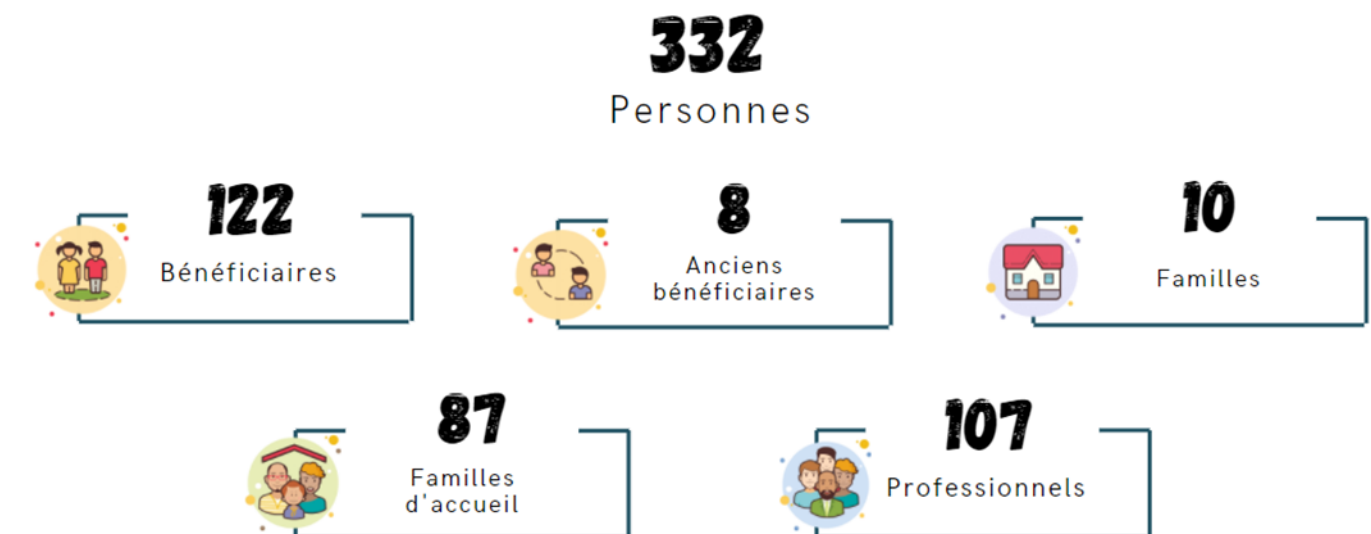 332
Personnes
122
Bénéficiaires
8
Anciens
bénéficiaires
10
Familles
87
Familles
d'accueil
107
Professionnels